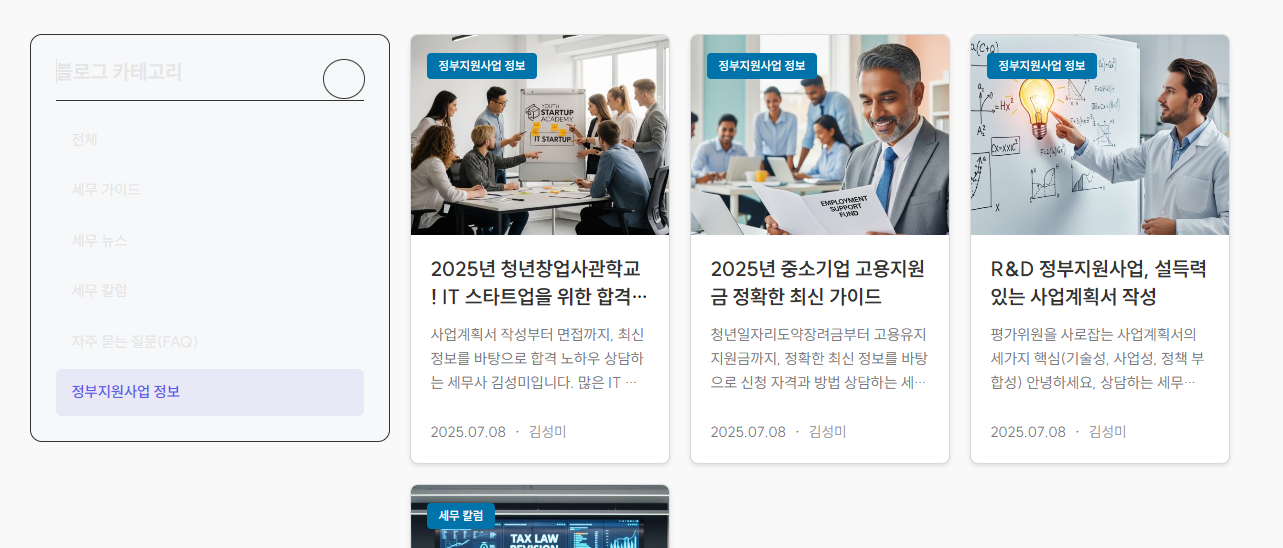 블로그 카테고리
전체
세무 가이드
세무 뉴스
세무 칼럼
자주 묻는 질문(FAQ)
정부지원사업 정보
정부지원사업 정보
YOUTH
STARTUP
ACADEMY
IT STARTUP
2025년 청년창업사관학교
! IT 스타트업을 위한 합격…
사업계획서 작성부터 면접까지, 최신
정보를 바탕으로 합격 노하우 상담하
는 세무사 김성미입니다. 많은 IT …
2025.07.08 · 김성미
정부지원사업 정보
EMPLOYMENT
SUPPORT
FUND
2025년 중소기업 고용지원
금 정확한 최신 가이드
청년일자리도약장려금부터 고용유지
지원금까지, 정확한 최신 정보를 바탕
으로 신청 자격과 방법 상담하는 세…
2025.07.08 · 김성미
정부지원사업 정보
R&D 정부지원사업, 설득력
있는 사업계획서 작성
평가위원을 사로잡는 사업계획서의
세가지 핵심(기술성, 사업성, 정책 부
합성) 안녕하세요, 상담하는 세무…
2025.07.08 · 김성미
세무 칼럼
TAX LAW
REVISION